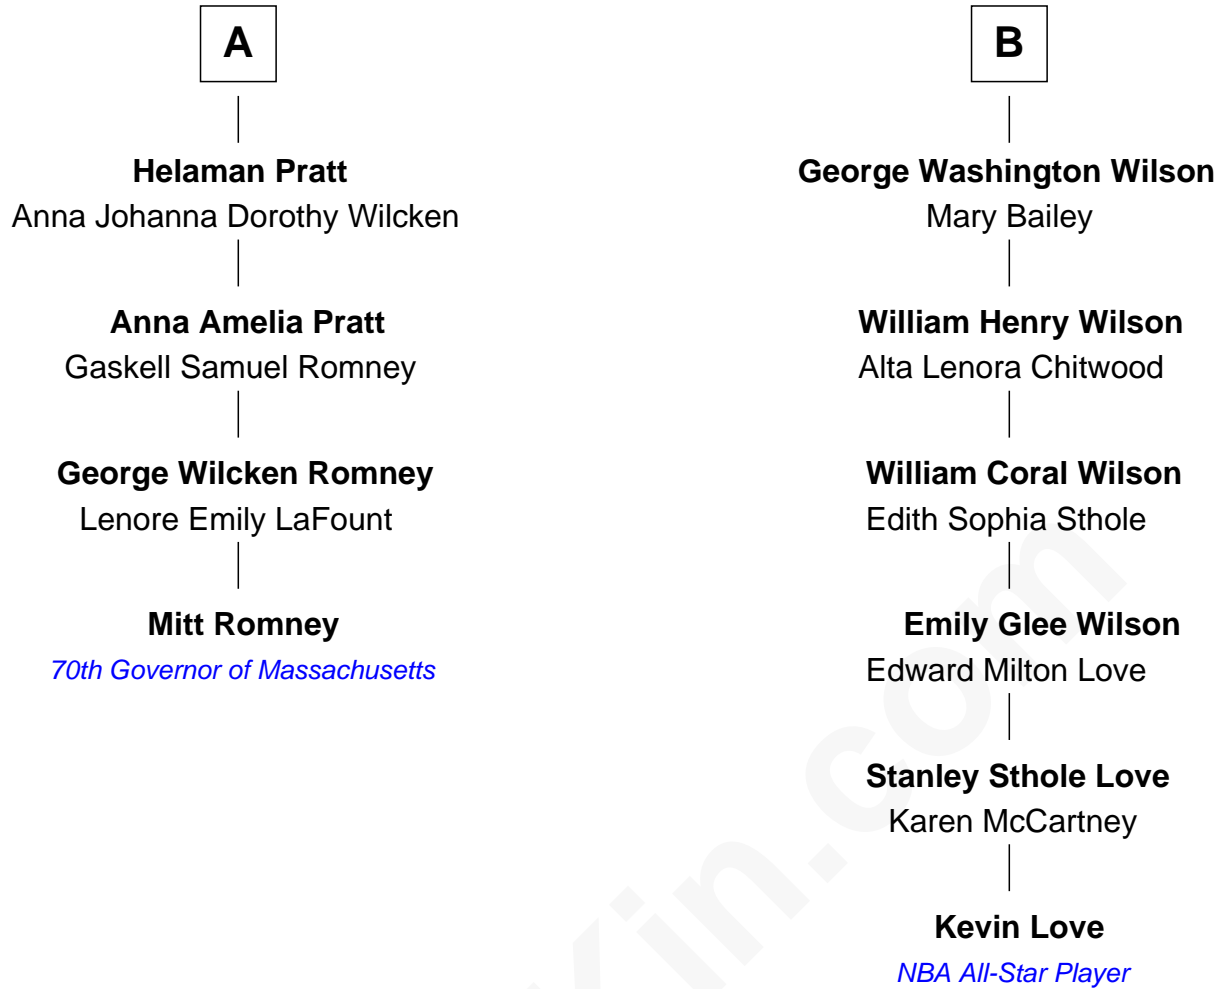 A
Helaman Pratt
Anna Johanna Dorothy Wilcken
Anna Amelia Pratt
Gaskell Samuel Romney
George Wilcken Romney
Lenore Emily LaFount
Mitt Romney
70th Governor of Massachusetts
B
George Washington Wilson
Mary Bailey
William Henry Wilson
Alta Lenora Chitwood
William Coral Wilson
Edith Sophia Sthole
Emily Glee Wilson
Edward Milton Love
Stanley Sthole Love
Karen McCartney
Kevin Love
NBA All-Star Player
Kin.com